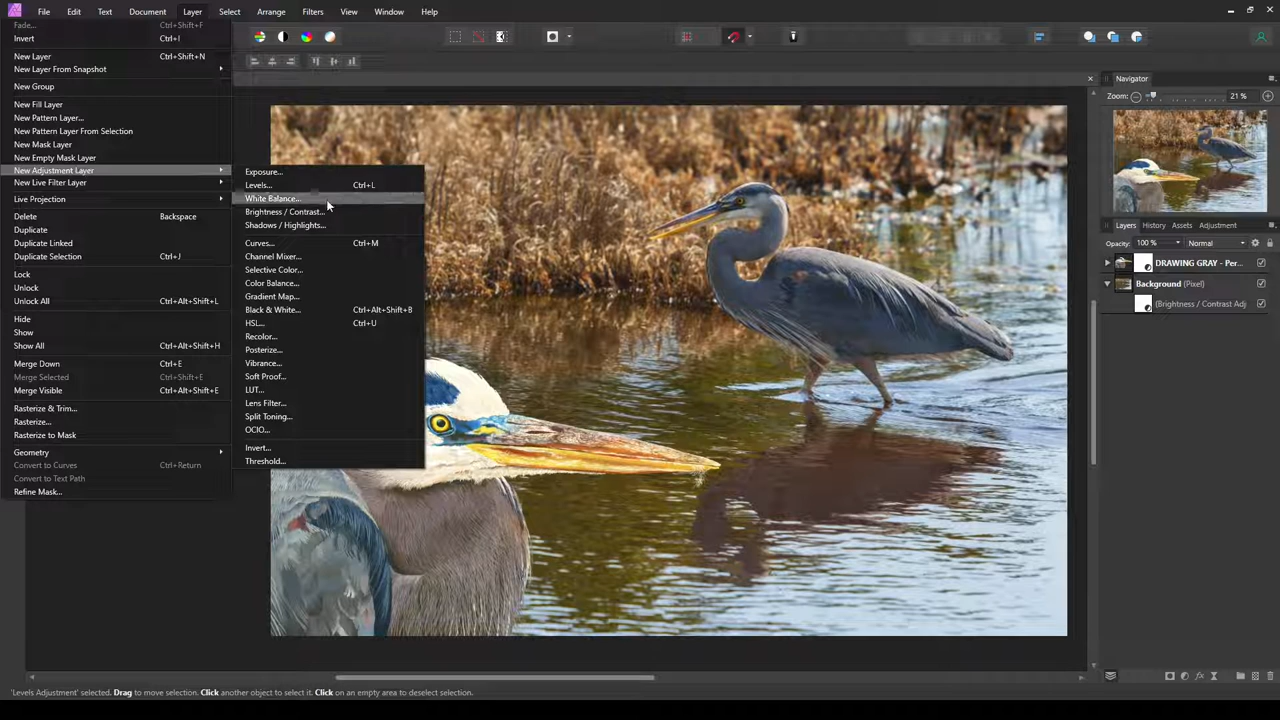 File Edit Text Document Layer Select Arrange Filters View Window Help
Fade... Ctrl+Shift+F
Invert Ctrl+I
New Layer Ctrl+Shift+N
New Layer From Snapshot
New Group
New Fill Layer
New Pattern Layer...
New Pattern Layer From Selection
New Mask Layer
New Empty Mask Layer
New Adjustment Layer
New Live Filter Layer
Live Projection
Delete Backspace
Duplicate
Duplicate Linked
Duplicate Selection Ctrl+J
Lock
Unlock
Unlock All Ctrl+Alt+Shift+L
Hide
Show
Show All Ctrl+Alt+Shift+H
Merge Down Ctrl+E
Merge Selected Ctrl+Shift+E
Merge Visible Ctrl+Alt+Shift+E
Rasterize & Trim...
Rasterize...
Rasterize to Mask
Geometry
Convert to Curves Ctrl+Return
Convert to Text Path
Refine Mask...
Exposure...
Levels... Ctrl+L
White Balance...
Brightness / Contrast...
Shadows / Highlights...
Curves... Ctrl+M
Channel Mixer...
Selective Color...
Color Balance...
Gradient Map...
Black & White... Ctrl+Alt+Shift+B
HSL... Ctrl+U
Recolor...
Posterize...
Vibrance...
Soft Proof...
LUT...
Lens Filter...
Split Toning...
OCIO...
Invert...
Threshold...
Navigator
Zoom: 21 %
Layers History Assets Adjustment
Opacity: 100 % Normal
DRAWING GRAY - Per...
Background (Pixel)
(Brightness / Contrast Adj
'Levels Adjustment' selected. Drag to move selection. Click another object to select it. Click on an empty area to deselect selection.